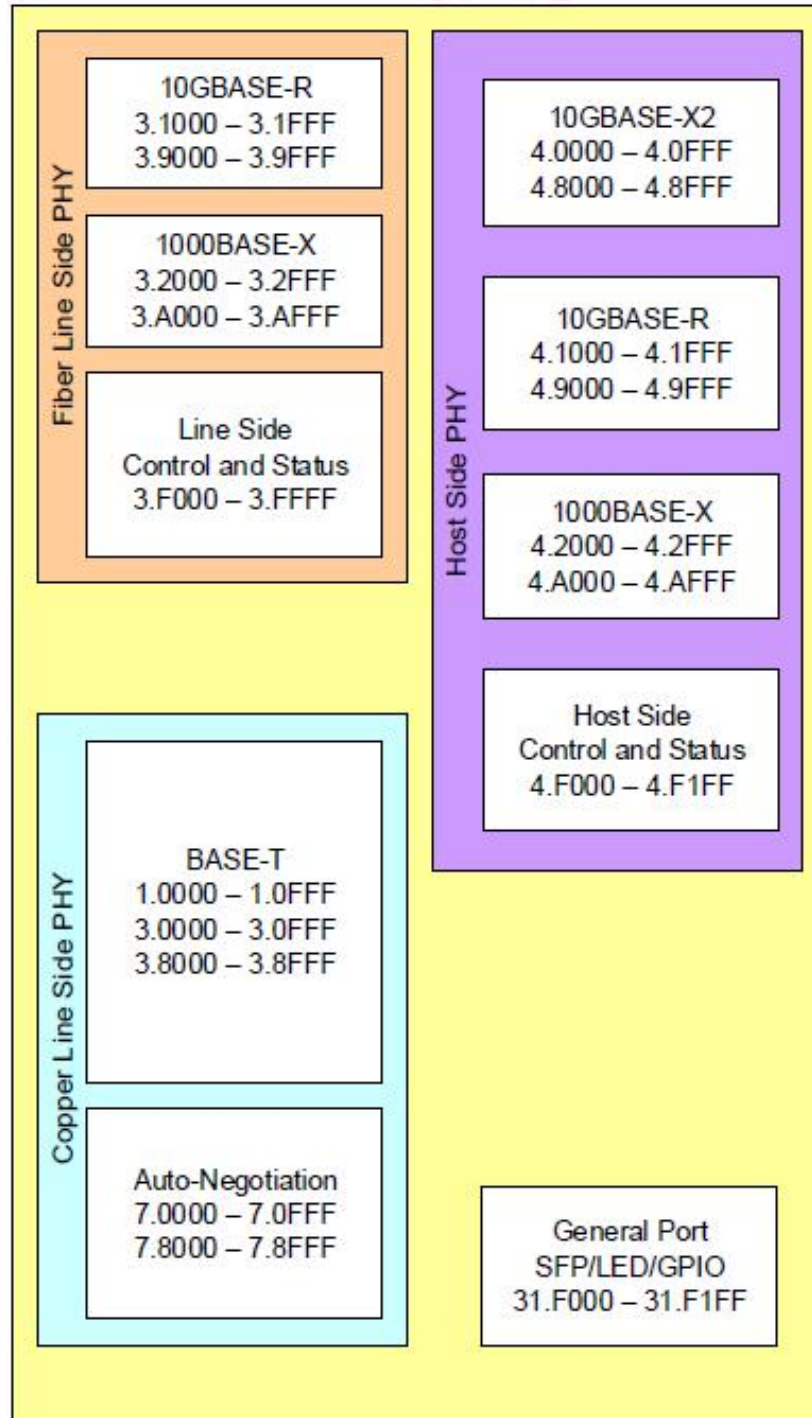 Fiber Line Side PHY
10GBASE-R
3.1000 – 3.1FFF
3.9000 – 3.9FFF
1000BASE-X
3.2000 – 3.2FFF
3.A000 – 3.AFFF
Line Side
Control and Status
3.F000 – 3.FFFF
Host Side PHY
10GBASE-X2
4.0000 – 4.0FFF
4.8000 – 4.8FFF
10GBASE-R
4.1000 – 4.1FFF
4.9000 – 4.9FFF
1000BASE-X
4.2000 – 4.2FFF
4.A000 – 4.AFFF
Host Side
Control and Status
4.F000 – 4.F1FF
Copper Line Side PHY
BASE-T
1.0000 – 1.0FFF
3.0000 – 3.0FFF
3.8000 – 3.8FFF
Auto-Negotiation
7.0000 – 7.0FFF
7.8000 – 7.8FFF
General Port
SFP/LED/GPIO
31.F000 – 31.F1FF